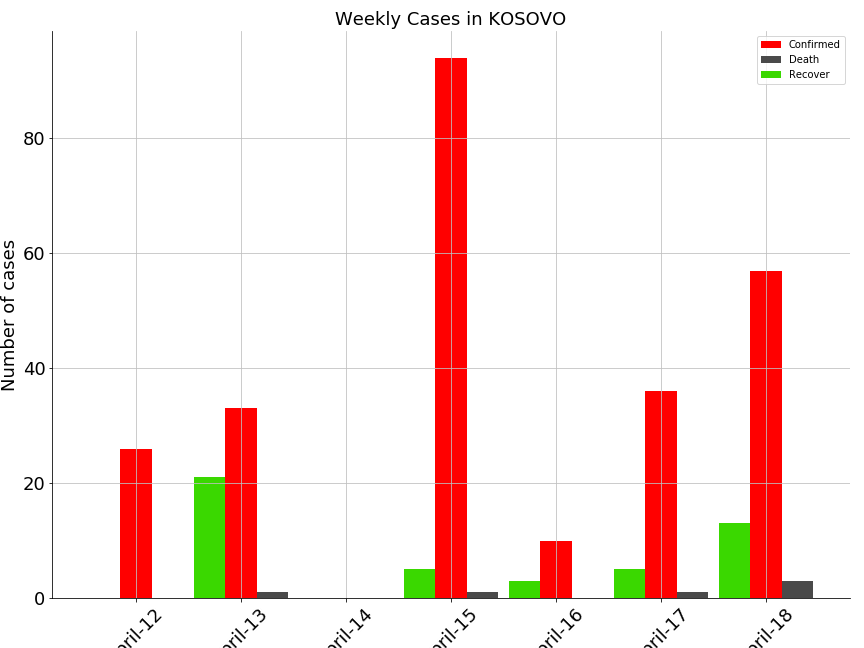 Weekly Cases in KOSOVO
Confirmed
Death
Recover
Number of cases
80
60
40
20
0
pril-12
pril-13
pril-14
pril-15
pril-16
pril-17
pril-18